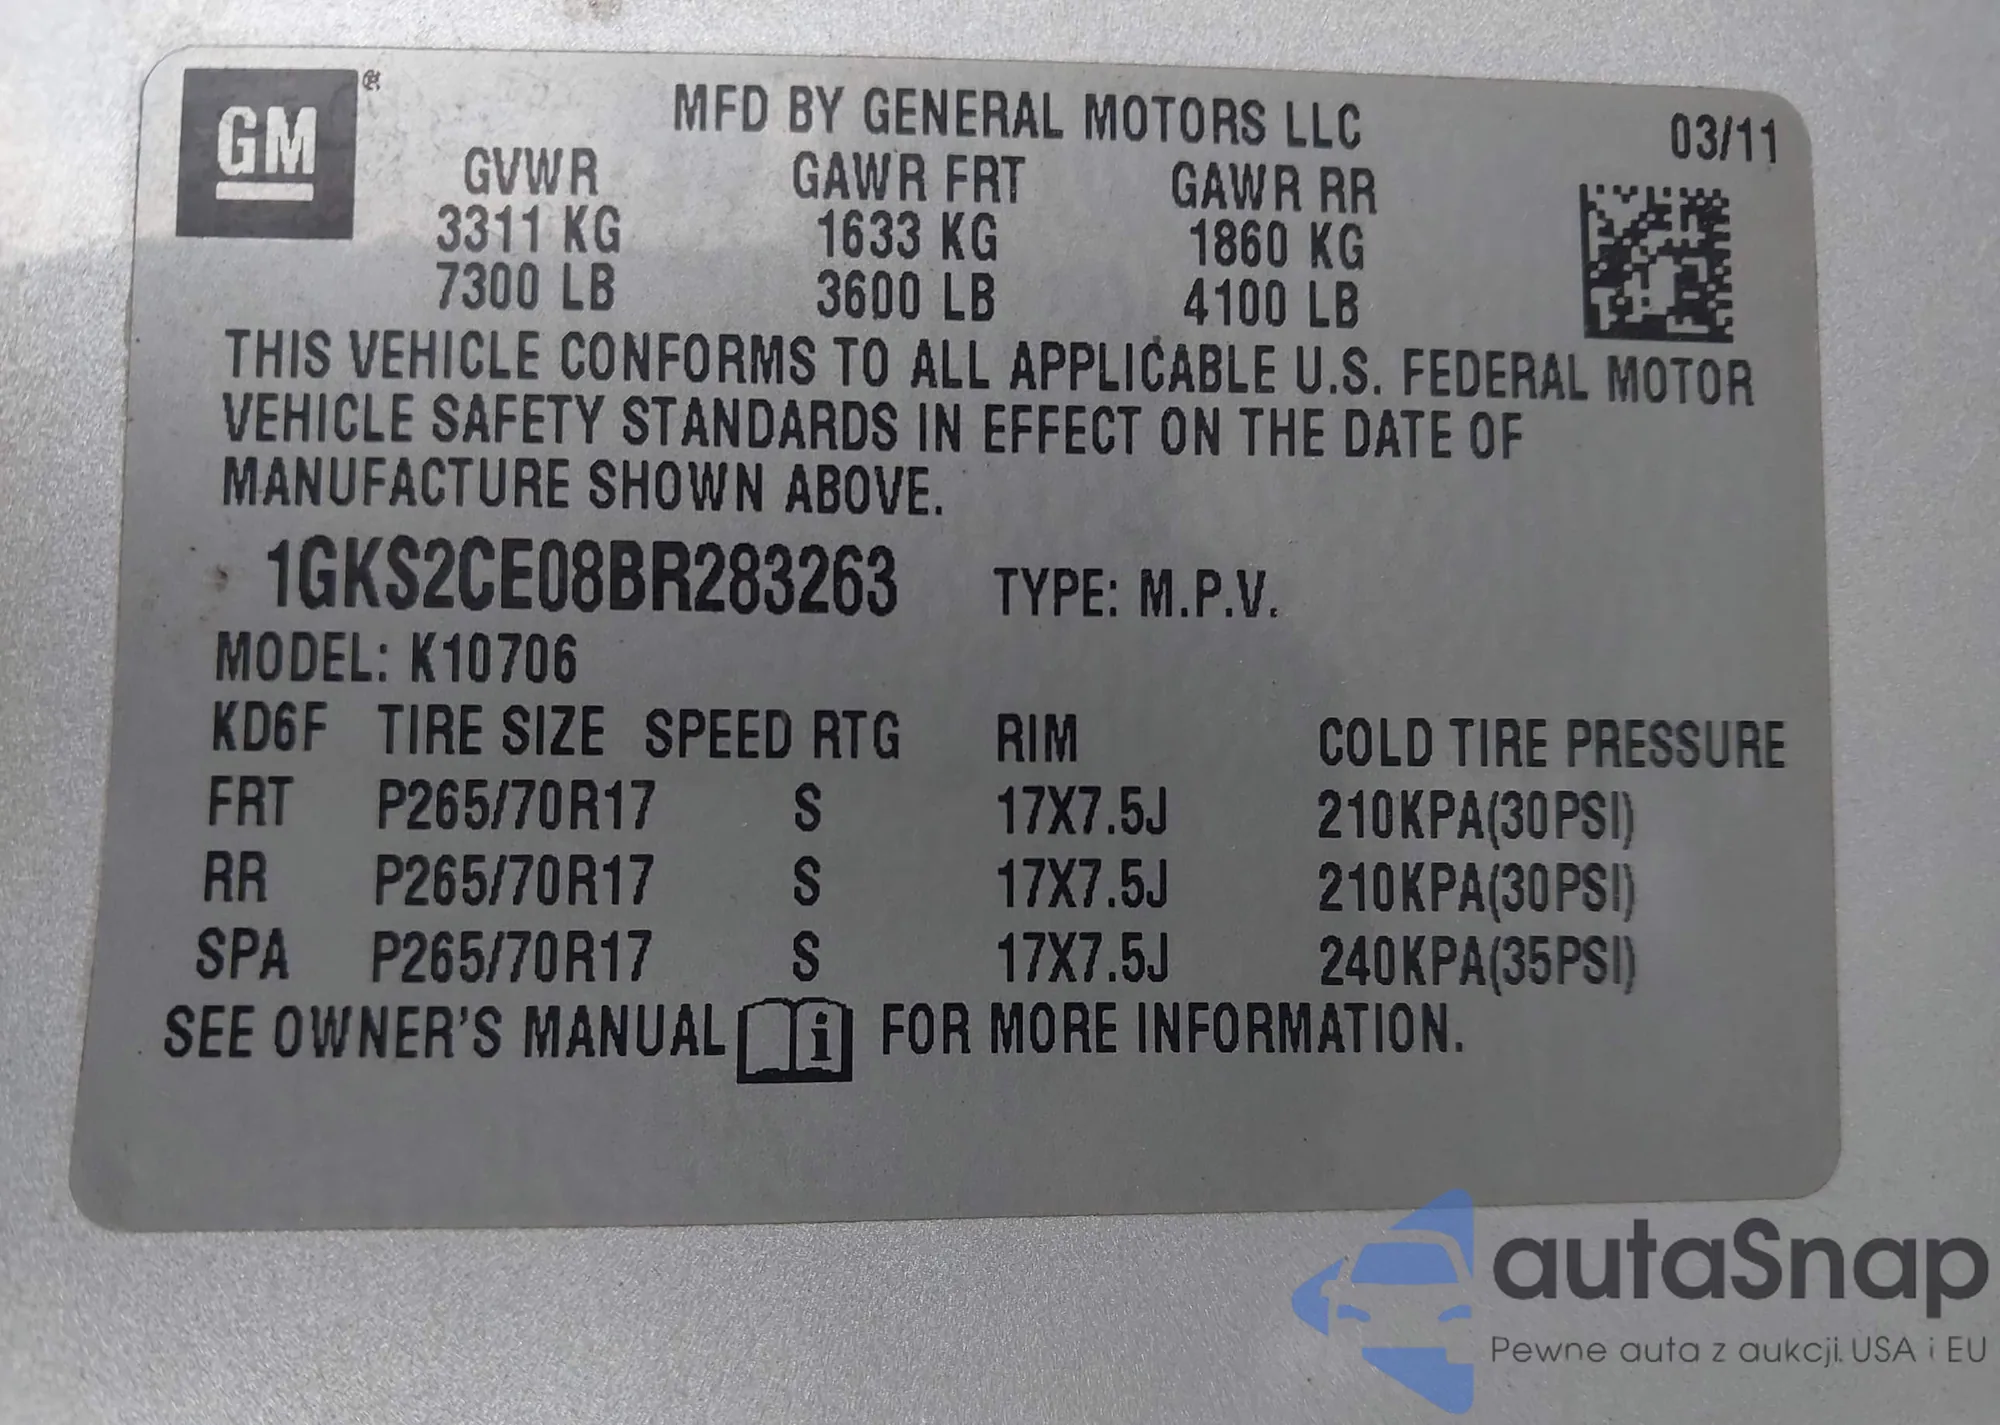 GM
MFD BY GENERAL MOTORS LLC 03/11
GVWR GAWR FRT GAWR RR
3311 KG 1633 KG 1860 KG
7300 LB 3600 LB 4100 LB
THIS VEHICLE CONFORMS TO ALL APPLICABLE U.S. FEDERAL MOTOR
VEHICLE SAFETY STANDARDS IN EFFECT ON THE DATE OF
MANUFACTURE SHOWN ABOVE.
1GKS2CE08BR283263 TYPE: M.P.V.
MODEL: K10706
KD6F TIRE SIZE SPEED RTG RIM COLD TIRE PRESSURE
FRT P265/70R17 S 17X7.5J 210KPA(30PSI)
RR P265/70R17 S 17X7.5J 210KPA(30PSI)
SPA P265/70R17 S 17X7.5J 240KPA(35PSI)
SEE OWNER'S MANUAL i FOR MORE INFORMATION.
autaSnap
Pewne auta z aukcji USA i EU